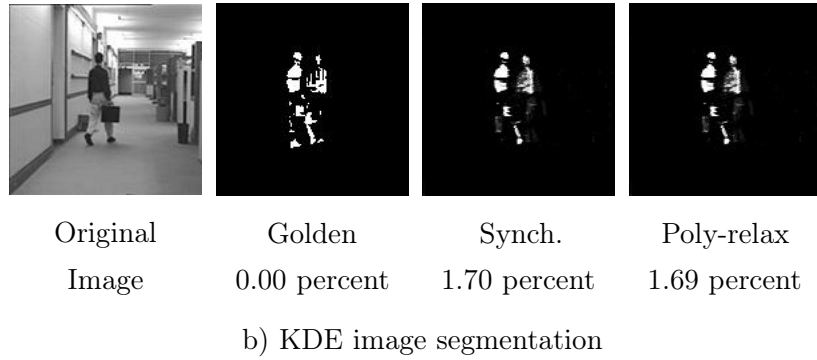 Original Golden Synch. Poly-relax
Image 0.00 percent 1.70 percent 1.69 percent
b) KDE image segmentation